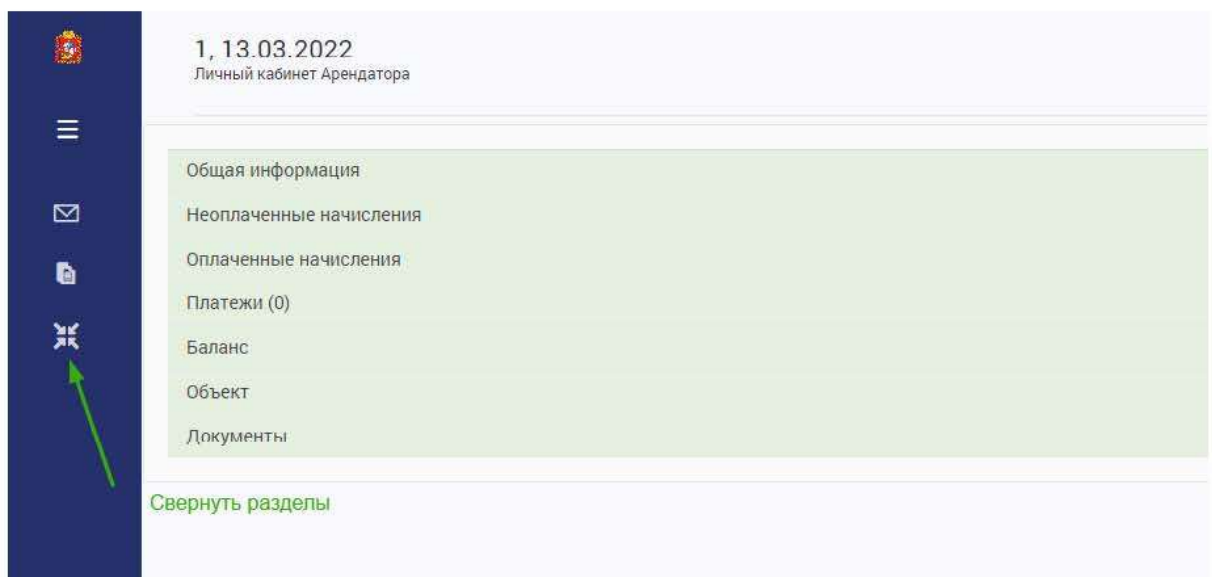 1, 13.03.2022
Личный кабинет Арендатора
Общая информация
Неоплаченные начисления
Оплаченные начисления
Платежи (0)
Баланс
Объект
Документы
Свернуть разделы